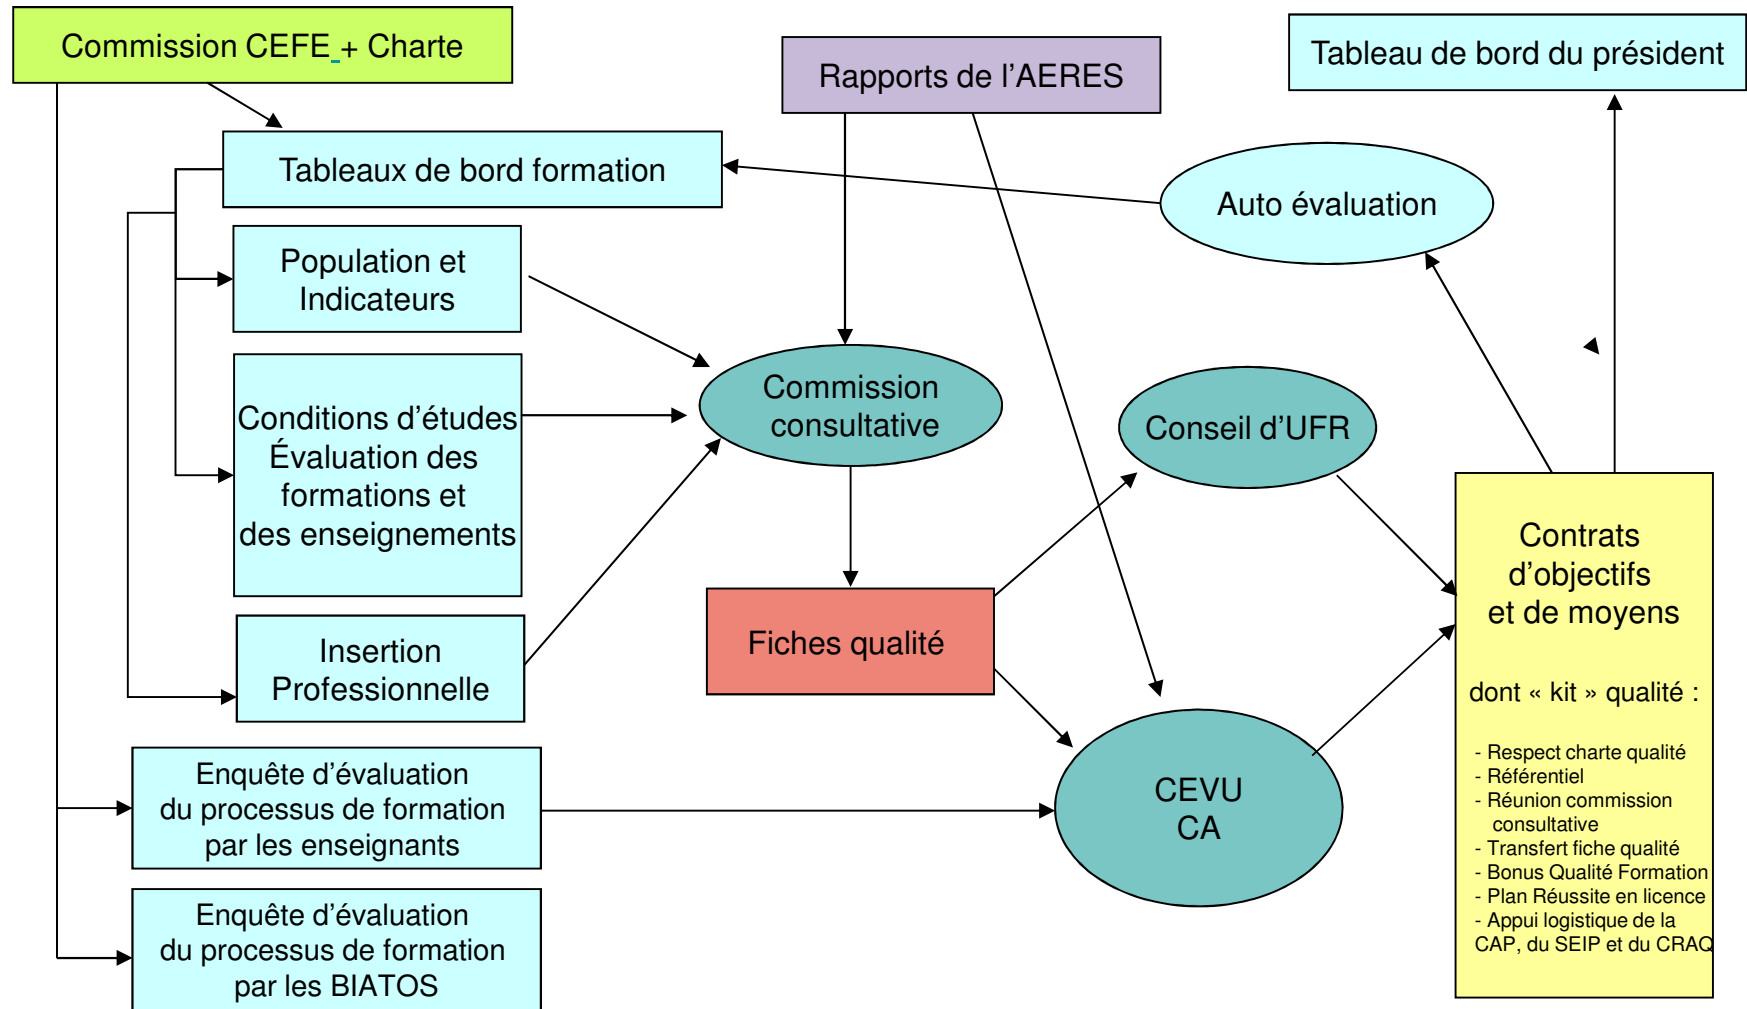 Commission CEFE + Charte
Rapports de l'AERES
Tableau de bord du président
Tableaux de bord formation
Auto évaluation
Population et
Indicateurs
Commission
consultative
Conseil d'UFR
Conditions d'études
Évaluation des
formations et
des enseignements
Fiches qualité
Insertion
Professionnelle
Contrats
d'objectifs
et de moyens
dont « kit » qualité :
- Respect charte qualité
- Référentiel
- Réunion commission
consultative
- Transfert fiche qualité
- Bonus Qualité Formation
- Plan Réussite en licence
- Appui logistique de la
CAP, du SEIP et du CRAQ
Enquête d'évaluation
du processus de formation
par les enseignants
CEVU
CA
Enquête d'évaluation
du processus de formation
par les BIATOS